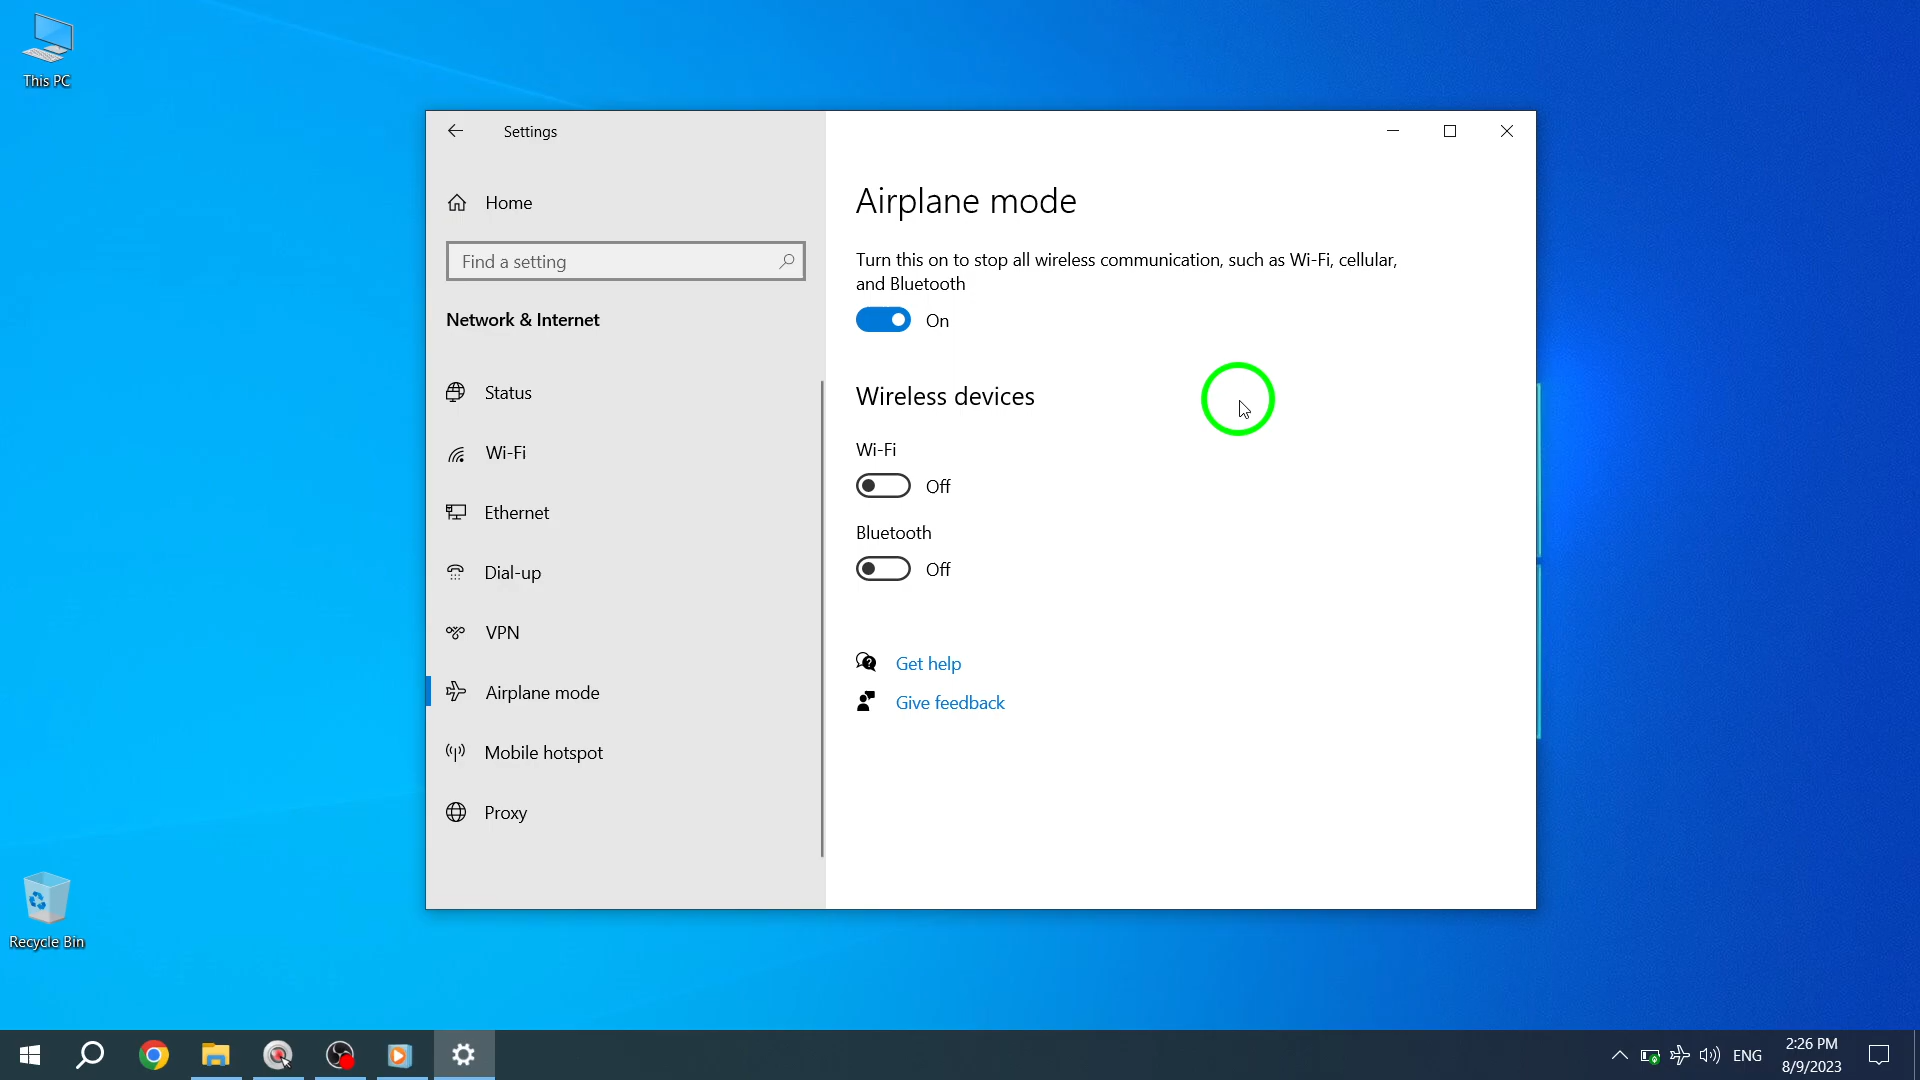 This PC
Settings
Home
Find a setting
Network & Internet
Status
Wi-Fi
Ethernet
Dial-up
VPN
Airplane mode
Mobile hotspot
Proxy
Airplane mode
Turn this on to stop all wireless communication, such as Wi-Fi, cellular,
and Bluetooth
On
Wireless devices
Wi-Fi
Off
Bluetooth
Off
Get help
Give feedback
Recycle Bin
ENG
2:26 PM
8/9/2023